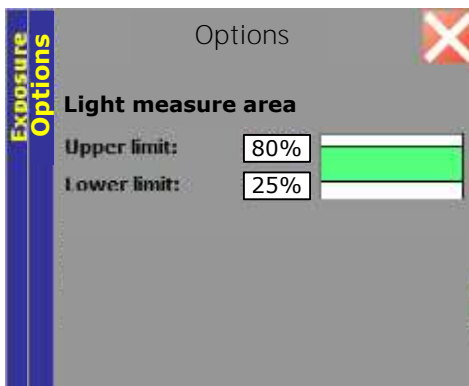 Exposure
Options
Options
Light measure area
Upper limit: 80%
Lower limit: 25%